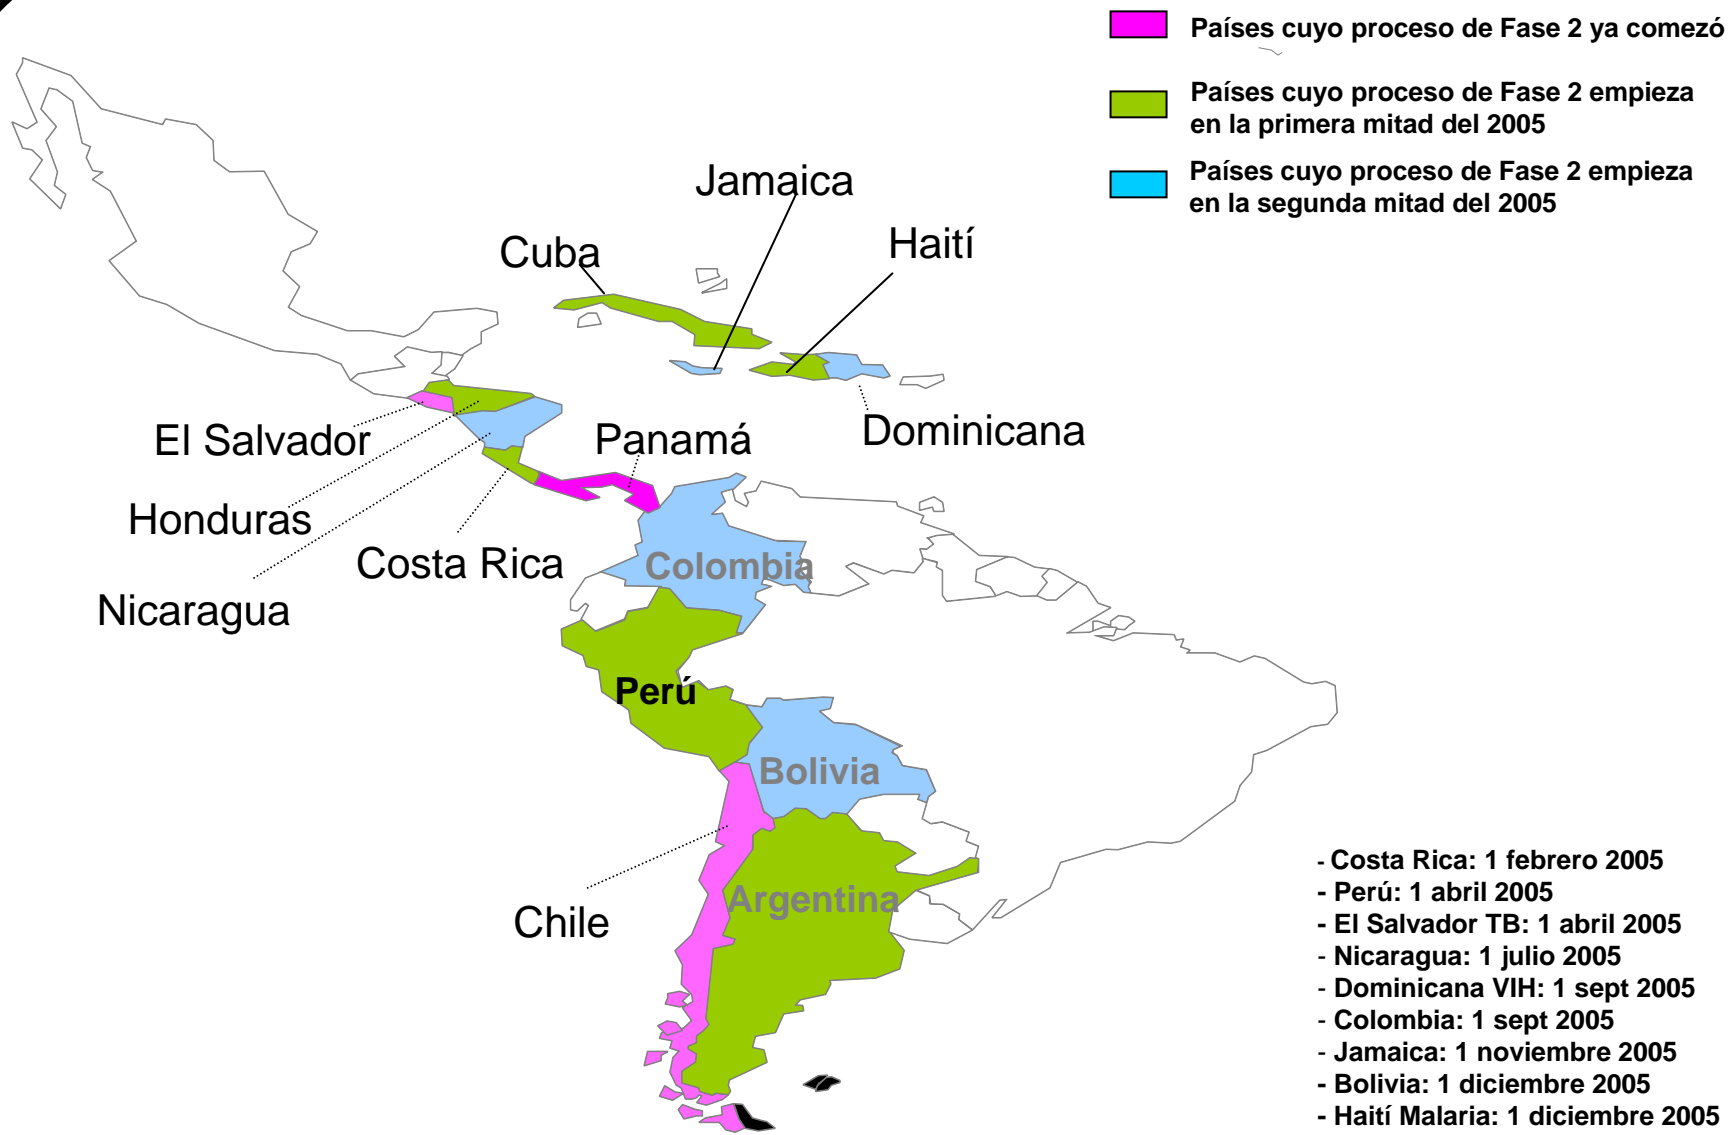 Países cuyo proceso de Fase 2 ya comezó
Países cuyo proceso de Fase 2 empieza
en la primera mitad del 2005
Países cuyo proceso de Fase 2 empieza
en la segunda mitad del 2005
Jamaica
Cuba
Haití
El Salvador
Panamá
Dominicana
Honduras
Costa Rica
Colombia
Nicaragua
Perú
Bolivia
Argentina
Chile
- Costa Rica: 1 febrero 2005
- Perú: 1 abril 2005
- El Salvador TB: 1 abril 2005
- Nicaragua: 1 julio 2005
- Dominicana VIH: 1 sept 2005
- Colombia: 1 sept 2005
- Jamaica: 1 noviembre 2005
- Bolivia: 1 diciembre 2005
- Haití Malaria: 1 diciembre 2005